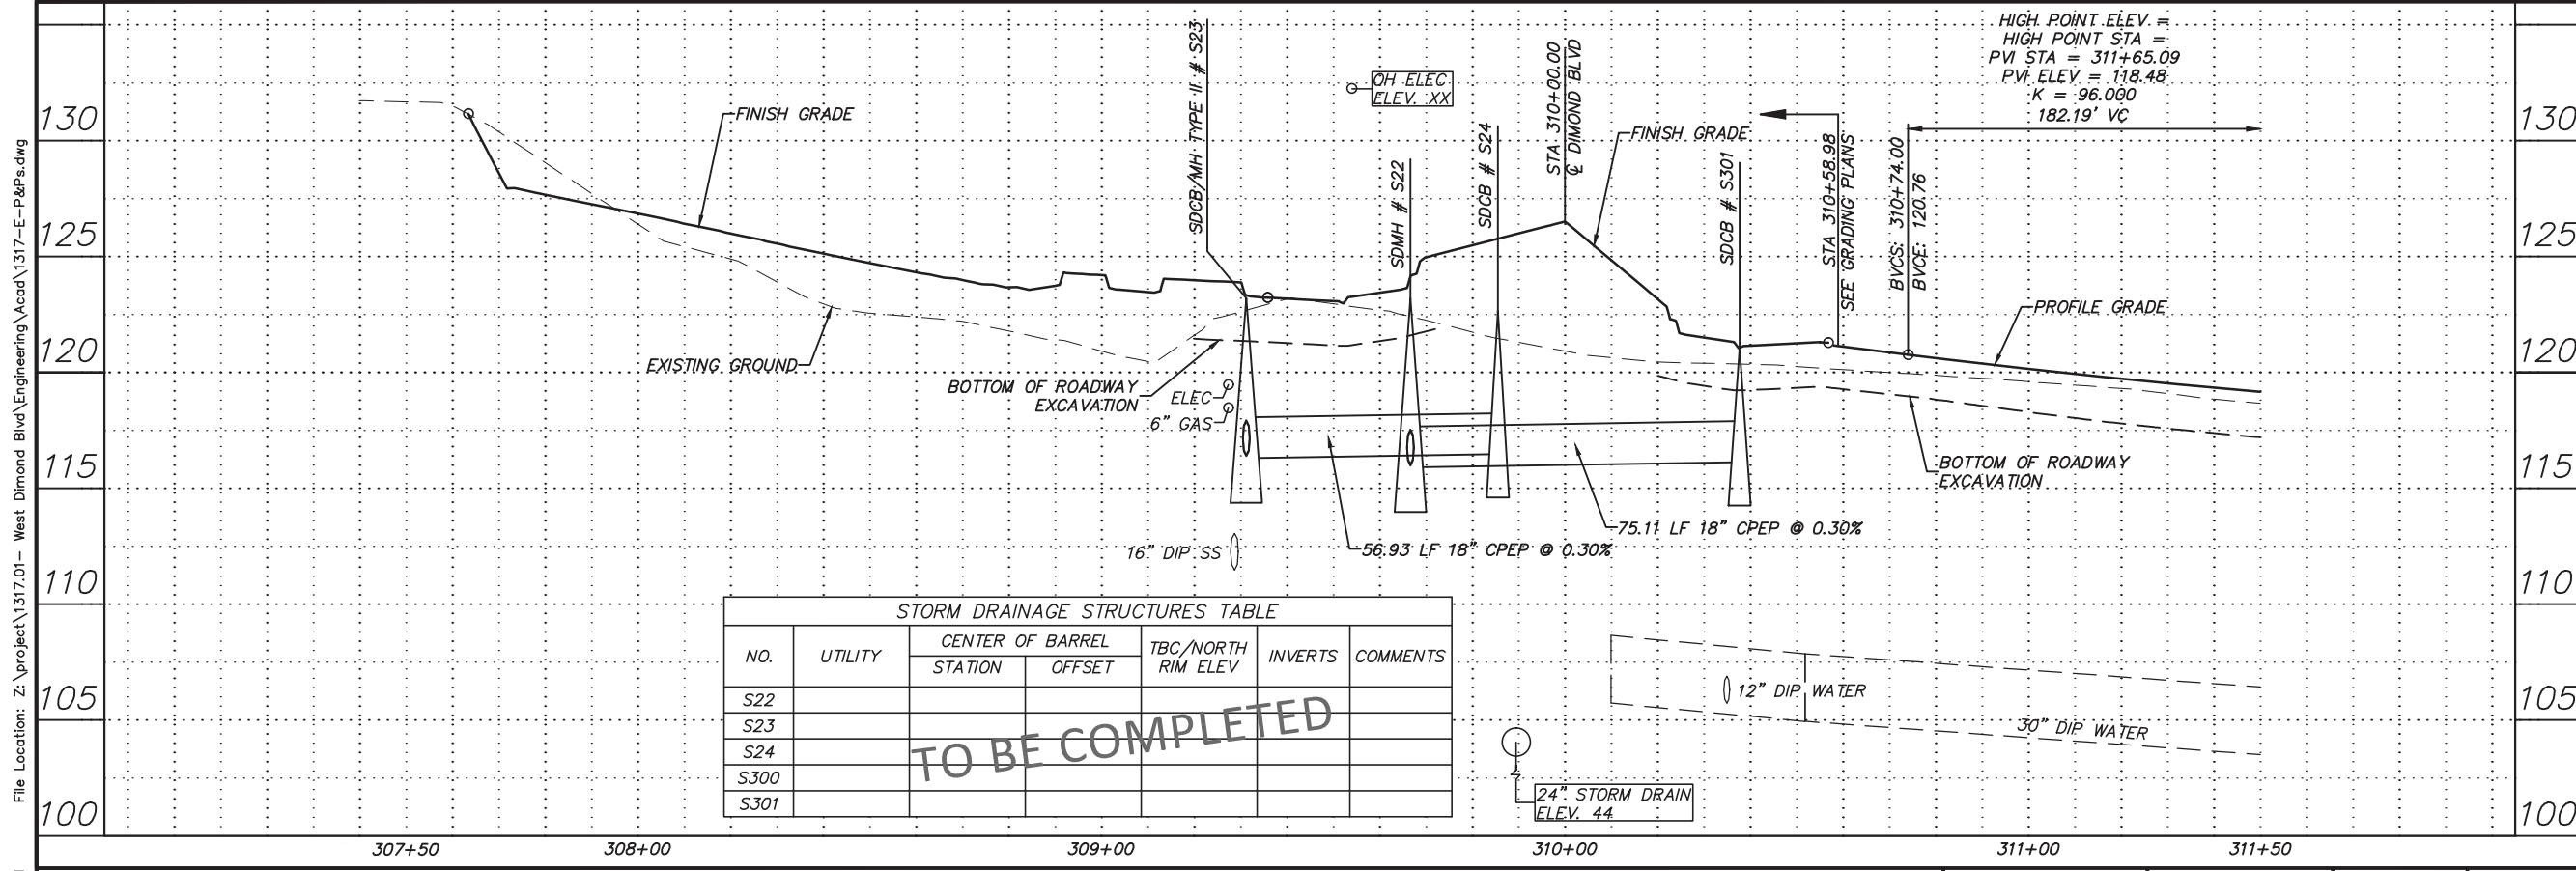 File Location: Z:\project\1317.01- West Dimond Blvd\Engineering\Acad\1317-E-P&Ps.dwg
130
125
120
115
110
105
100
FINISH GRADE
EXISTING GROUND
BOTTOM OF ROADWAY
EXCAVATION
ELEC
6" GAS
16" DIP SS
SDCB/MH TYPE II # S23
OH ELEC
ELEV. XX
SDMH # S22
SDCB # S24
STA 310+00.00
℄ DIMOND BLVD
FINISH GRADE
SDCB # S301
STA 310+58.98
SEE GRADING PLANS
BVCS: 310+74.00
BVCE: 120.76
HIGH POINT ELEV =
HIGH POINT STA =
PVI STA = 311+65.09
PVI ELEV = 118.48
K = 96.000
182.19' VC
PROFILE GRADE
BOTTOM OF ROADWAY
EXCAVATION
75.11 LF 18" CPEP @ 0.30%
56.93 LF 18" CPEP @ 0.30%
STORM DRAINAGE STRUCTURES TABLE
NO.
UTILITY
CENTER OF BARREL
STATION
OFFSET
TBC/NORTH
RIM ELEV
INVERTS
COMMENTS
S22
S23
S24
S300
S301
TO BE COMPLETED
12" DIP WATER
30" DIP WATER
24" STORM DRAIN
ELEV. 44
130
125
120
115
110
105
100
307+50
308+00
309+00
310+00
311+00
311+50